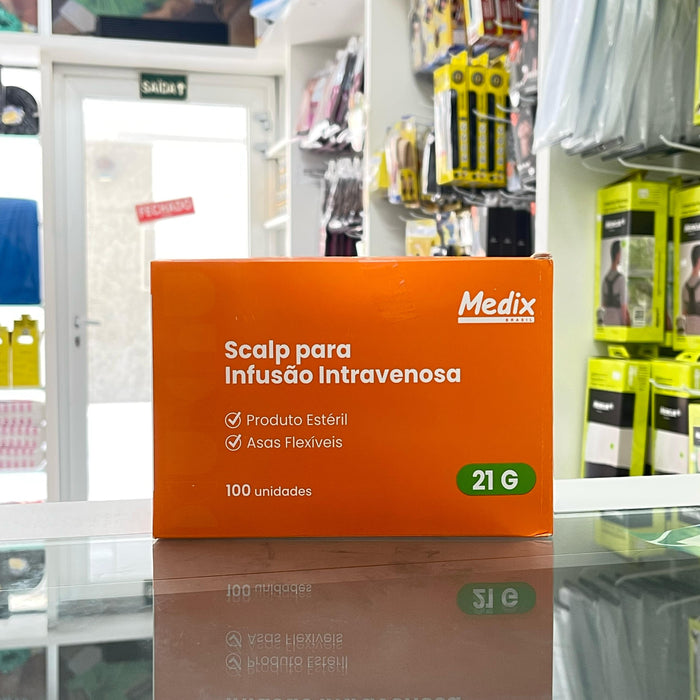 SAÍDA
FECHADO
Medix
BRASIL
Scalp para
Infusão Intravenosa
Produto Estéril
Asas Flexíveis
100 unidades
21 G